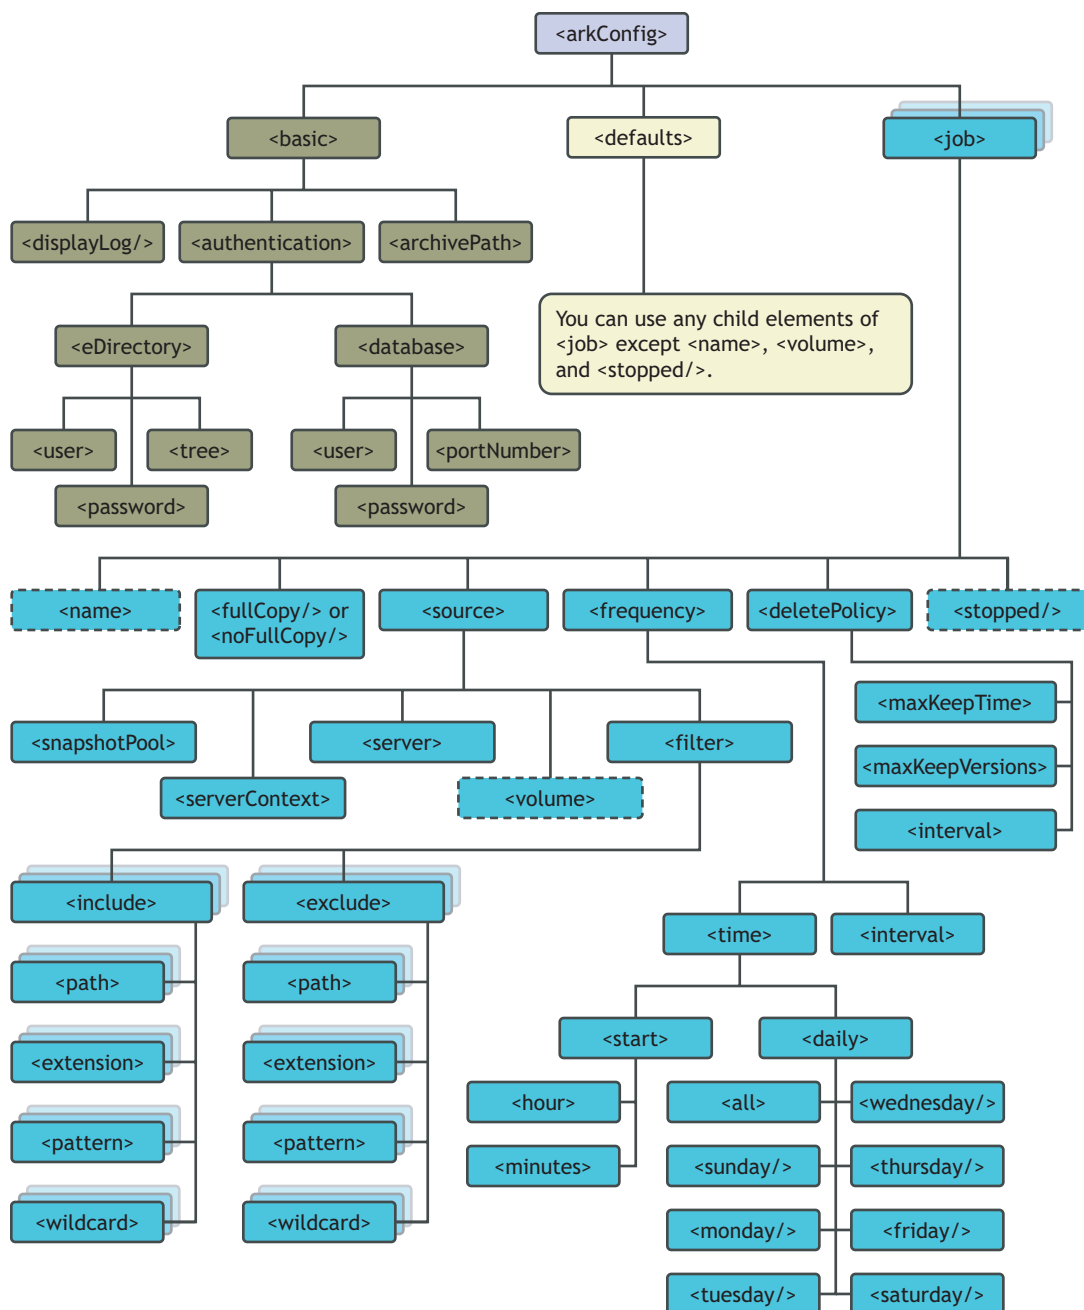 <arkConfig>
<basic>
<defaults>
<job>
<displayLog/>
<authentication>
<archivePath>
<eDirectory>
<database>
You can use any child elements of
<job> except <name>, <volume>,
and <stopped/>.
<user>
<tree>
<user>
<portNumber>
<password>
<password>
<name>
<fullCopy/> or
<noFullCopy/>
<source>
<frequency>
<deletePolicy>
<stopped/>
<maxKeepTime>
<snapshotPool>
<server>
<filter>
<maxKeepVersions>
<serverContext>
<volume>
<interval>
<include>
<exclude>
<time>
<interval>
<path>
<path>
<start>
<daily>
<extension>
<extension>
<hour>
<all>
<wednesday/>
<pattern>
<pattern>
<minutes>
<sunday/>
<thursday/>
<wildcard>
<wildcard>
<monday/>
<friday/>
<tuesday/>
<saturday/>